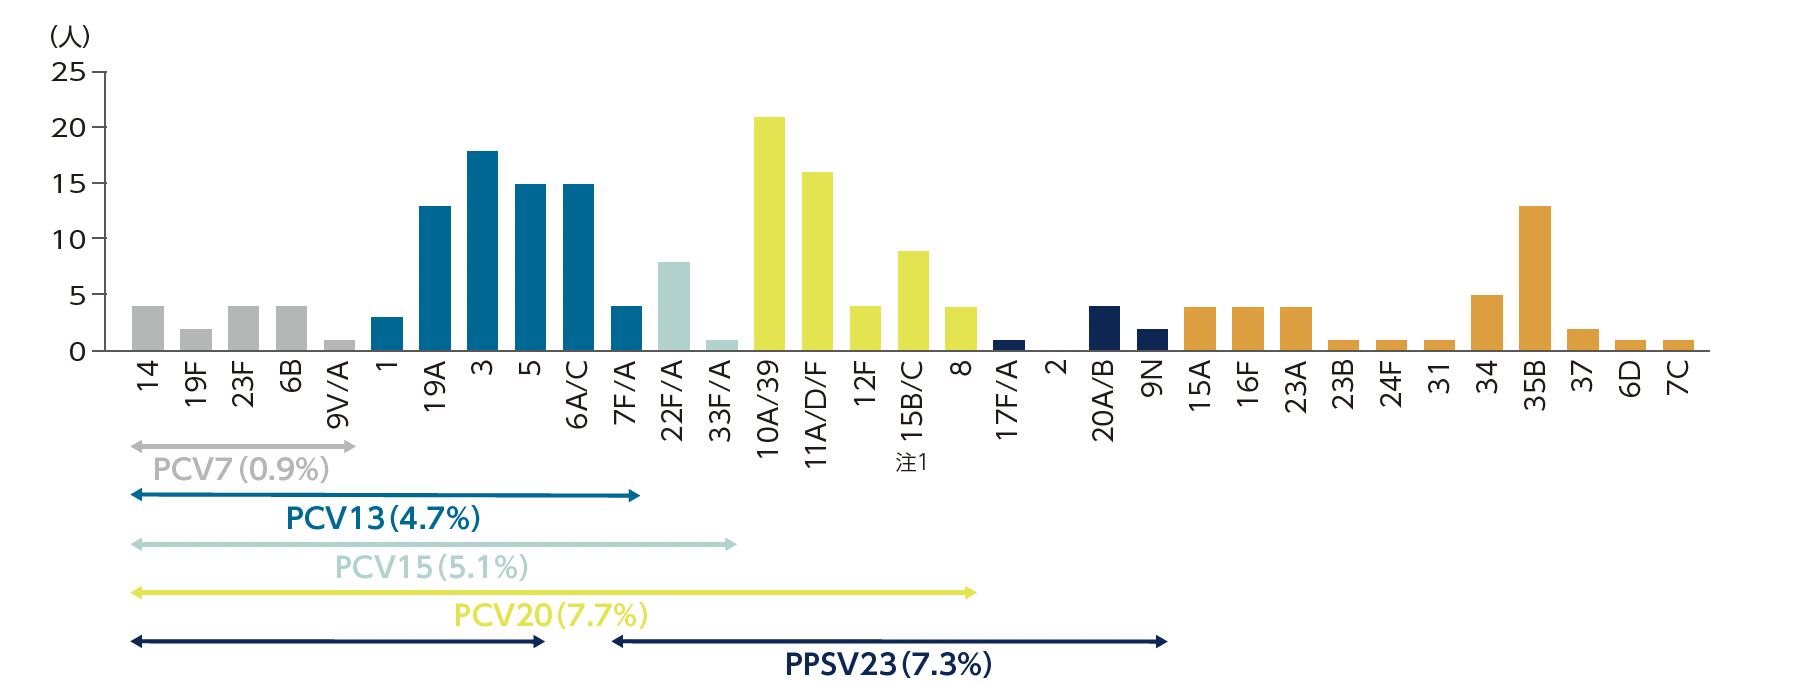 (人)
25
20
15
10
5
0
14
19F
23F
6B
9V/A
1
19A
3
5
6A/C
7F/A
22F/A
33F/A
10A/39
11A/D/F
12F
15B/C
注1
8
17F/A
2
20A/B
9N
15A
16F
23A
23B
24F
31
34
35B
37
6D
7C
PCV7 (0.9%)
PCV13 (4.7%)
PCV15 (5.1%)
PCV20 (7.7%)
PPSV23 (7.3%)